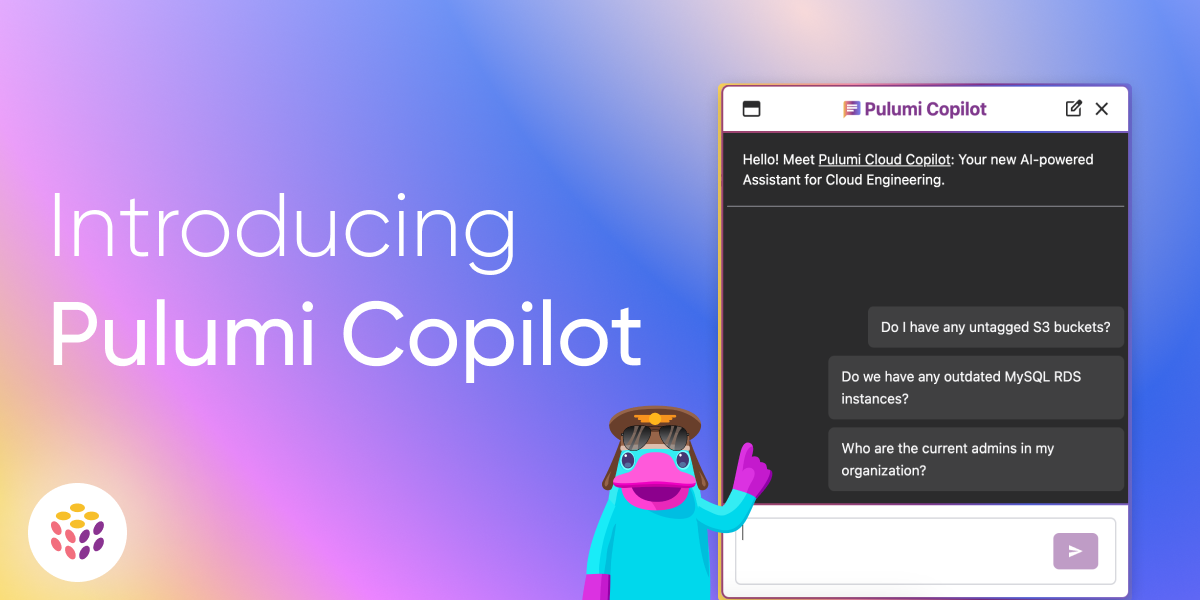 Introducing
Pulumi Copilot
Pulumi Copilot
Hello! Meet Pulumi Cloud Copilot: Your new AI-powered
Assistant for Cloud Engineering.
Do I have any untagged S3 buckets?
Do we have any outdated MySQL RDS
instances?
Who are the current admins in my
organization?